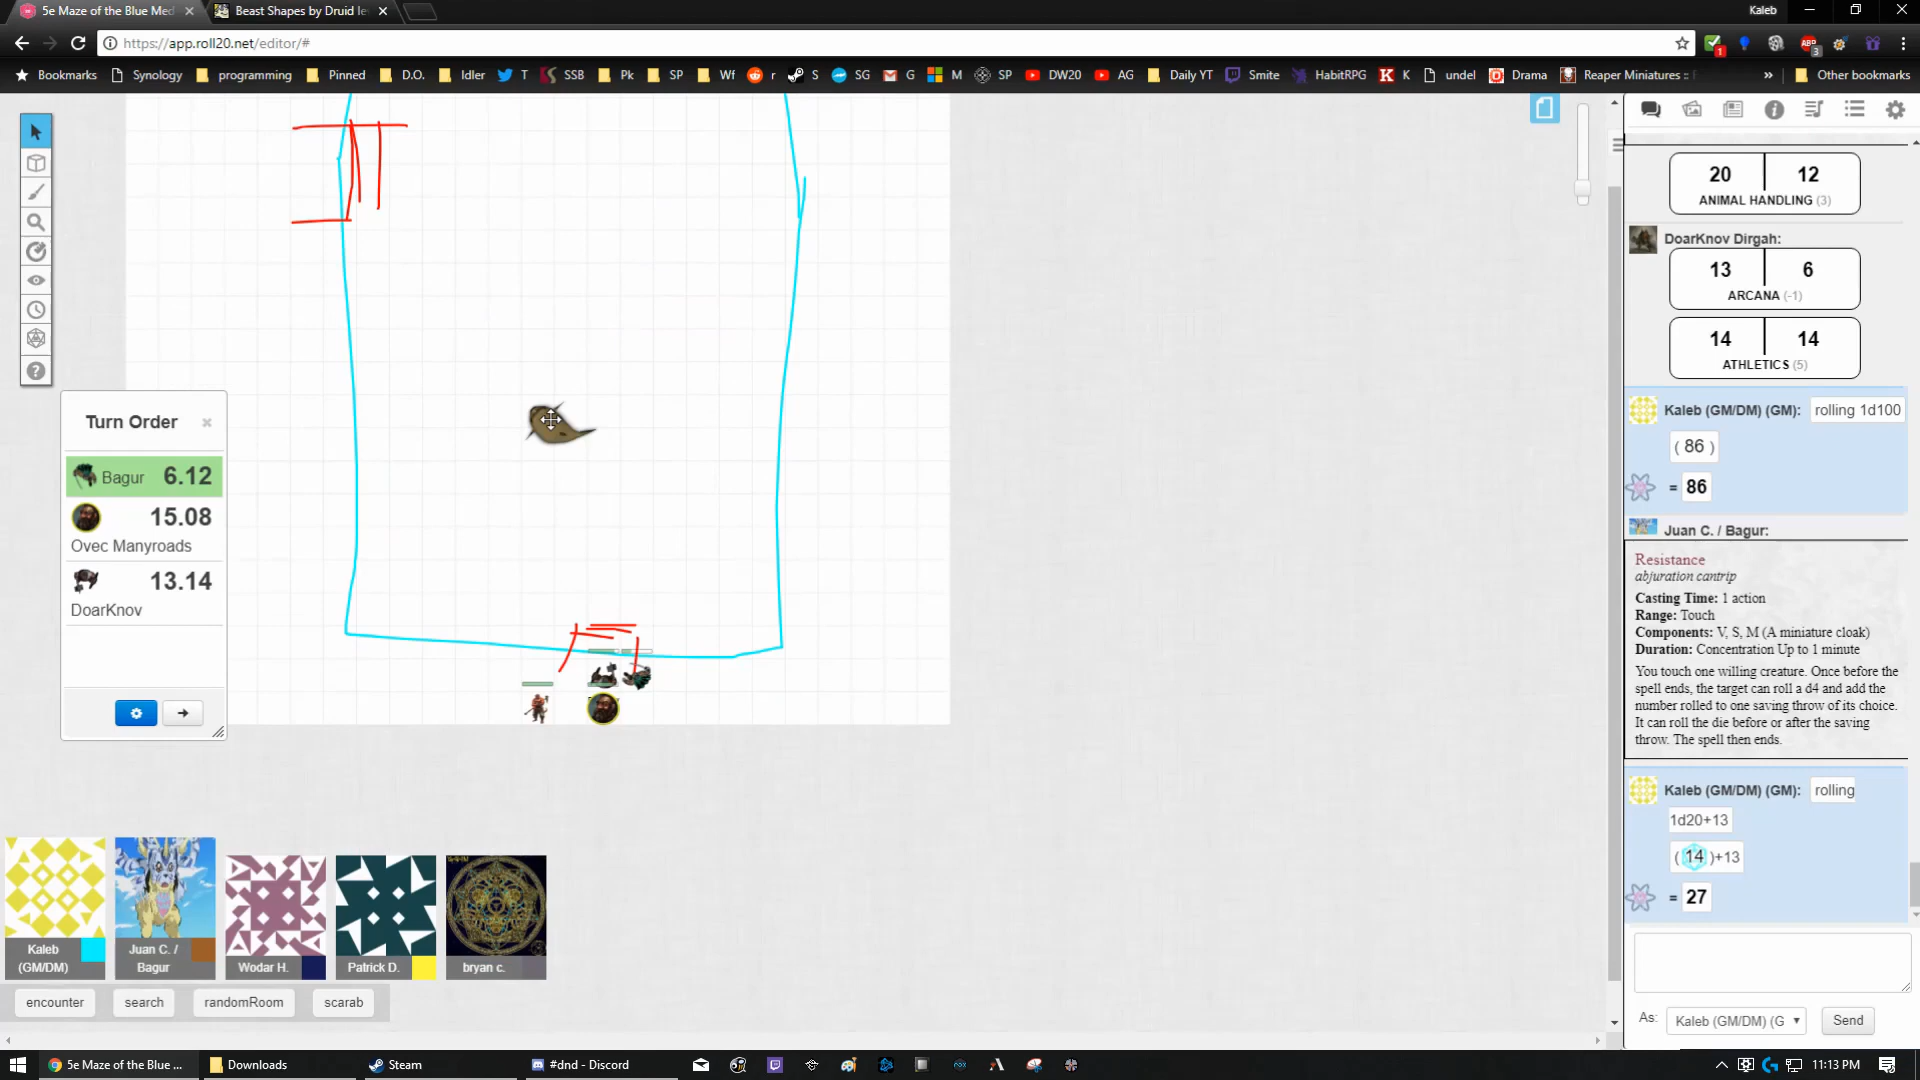 5e Maze of the Blue Med
Beast Shapes by Druid le
Kaleb
https://app.roll20.net/editor/#
Bookmarks
Synology
programming
Pinned
D.O.
Idler
T
SSB
Pk
SP
Wf
r
S
SG
G
M
SP
DW20
AG
Daily YT
Smite
HabitRPG
K
undel
Drama
Reaper Miniatures ::
»
Other bookmarks
20 12
ANIMAL HANDLING (3)
DoarKnov Dirgah:
13 6
ARCANA (-1)
14 14
ATHLETICS (5)
Kaleb (GM/DM) (GM): rolling 1d100
( 86 )
= 86
Juan C. / Bagur:
Resistance
abjuration cantrip
Casting Time: 1 action
Range: Touch
Components: V, S, M (A miniature cloak)
Duration: Concentration Up to 1 minute
You touch one willing creature. Once before the
spell ends, the target can roll a d4 and add the
number rolled to one saving throw of its choice.
It can roll the die before or after the saving
throw. The spell then ends.
Kaleb (GM/DM) (GM): rolling
1d20+13
( 14 )+13
= 27
As: Kaleb (GM/DM) (G
Send
Turn Order ×
Bagur 6.12
15.08
Ovec Manyroads
13.14
DoarKnov
Kaleb
(GM/DM)
Juan C. /
Bagur
Wodar H.
Patrick D.
bryan c.
encounter
search
randomRoom
scarab
5e Maze of the Blue ...
Downloads
Steam
#dnd - Discord
11:13 PM